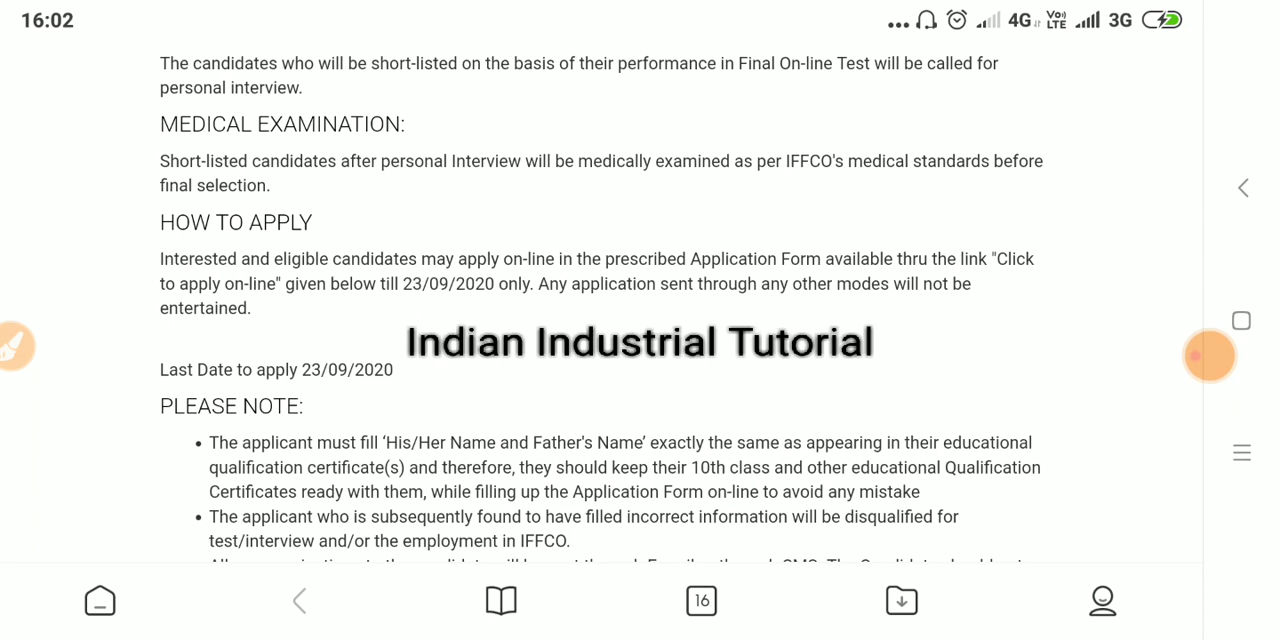 16:02
4G
Vo))
LTE
3G
The candidates who will be short-listed on the basis of their performance in Final On-line Test will be called for
personal interview.
MEDICAL EXAMINATION:
Short-listed candidates after personal Interview will be medically examined as per IFFCO's medical standards before
final selection.
HOW TO APPLY
Interested and eligible candidates may apply on-line in the prescribed Application Form available thru the link "Click
to apply on-line" given below till 23/09/2020 only. Any application sent through any other modes will not be
entertained.
Indian Industrial Tutorial
Last Date to apply 23/09/2020
PLEASE NOTE:
• The applicant must fill ‘His/Her Name and Father's Name’ exactly the same as appearing in their educational
qualification certificate(s) and therefore, they should keep their 10th class and other educational Qualification
Certificates ready with them, while filling up the Application Form on-line to avoid any mistake
• The applicant who is subsequently found to have filled incorrect information will be disqualified for
test/interview and/or the employment in IFFCO.
16